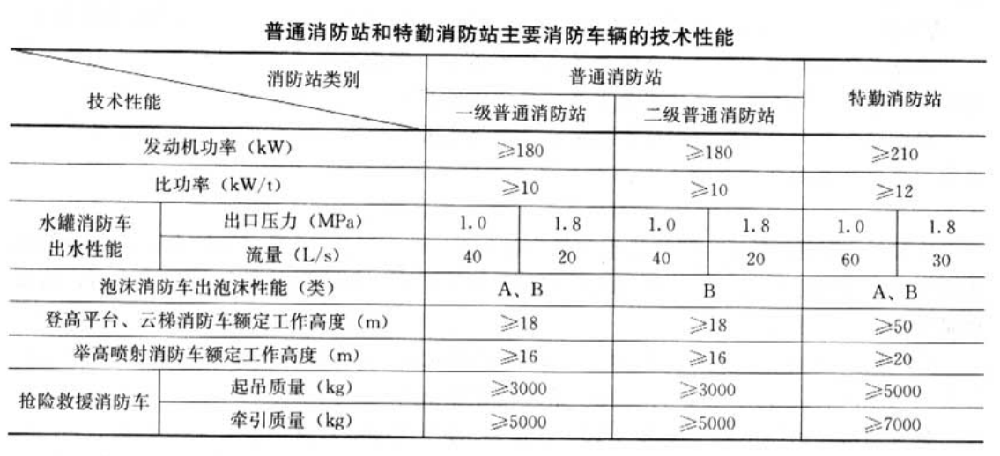 普通消防站和特勤消防站主要消防车辆的技术性能
消防站类别
技术性能
普通消防站
特勤消防站
一级普通消防站 二级普通消防站
发动机功率（kW） ≥180 ≥180 ≥210
比功率（kW/t） ≥10 ≥10 ≥12
水罐消防车
出水性能
出口压力（MPa） 1.0 1.8 1.0 1.8 1.0 1.8
流量（L/s） 40 20 40 20 60 30
泡沫消防车出泡沫性能（类） A、B B A、B
登高平台、云梯消防车额定工作高度（m） ≥18 ≥18 ≥50
举高喷射消防车额定工作高度（m） ≥16 ≥16 ≥20
抢险救援消防车
起吊质量（kg） ≥3000 ≥3000 ≥5000
牵引质量（kg） ≥5000 ≥5000 ≥7000